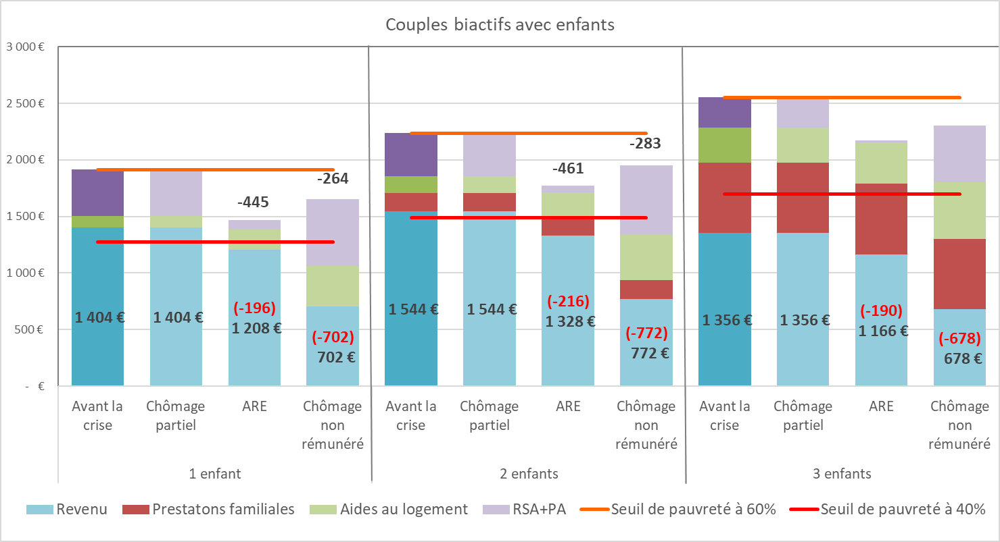 Couples biactifs avec enfants
3 000 €
2 500 €
2 000 €
1 500 €
1 000 €
500 €
- €
-445
-264
-461
-283
1 404 €
1 404 €
(-196)
1 208 €
(-702)
702 €
1 544 €
1 544 €
(-216)
1 328 €
(-772)
772 €
1 356 €
1 356 €
(-190)
1 166 €
(-678)
678 €
Avant la
crise
Chômage
partiel
ARE
Chômage
non
rémunéré
Avant la
crise
Chômage
partiel
ARE
Chômage
non
rémunéré
Avant la
crise
Chômage
partiel
ARE
Chômage
non
rémunéré
1 enfant
2 enfants
3 enfants
Revenu
Prestatons familiales
Aides au logement
RSA+PA
Seuil de pauvreté à 60%
Seuil de pauvreté à 40%